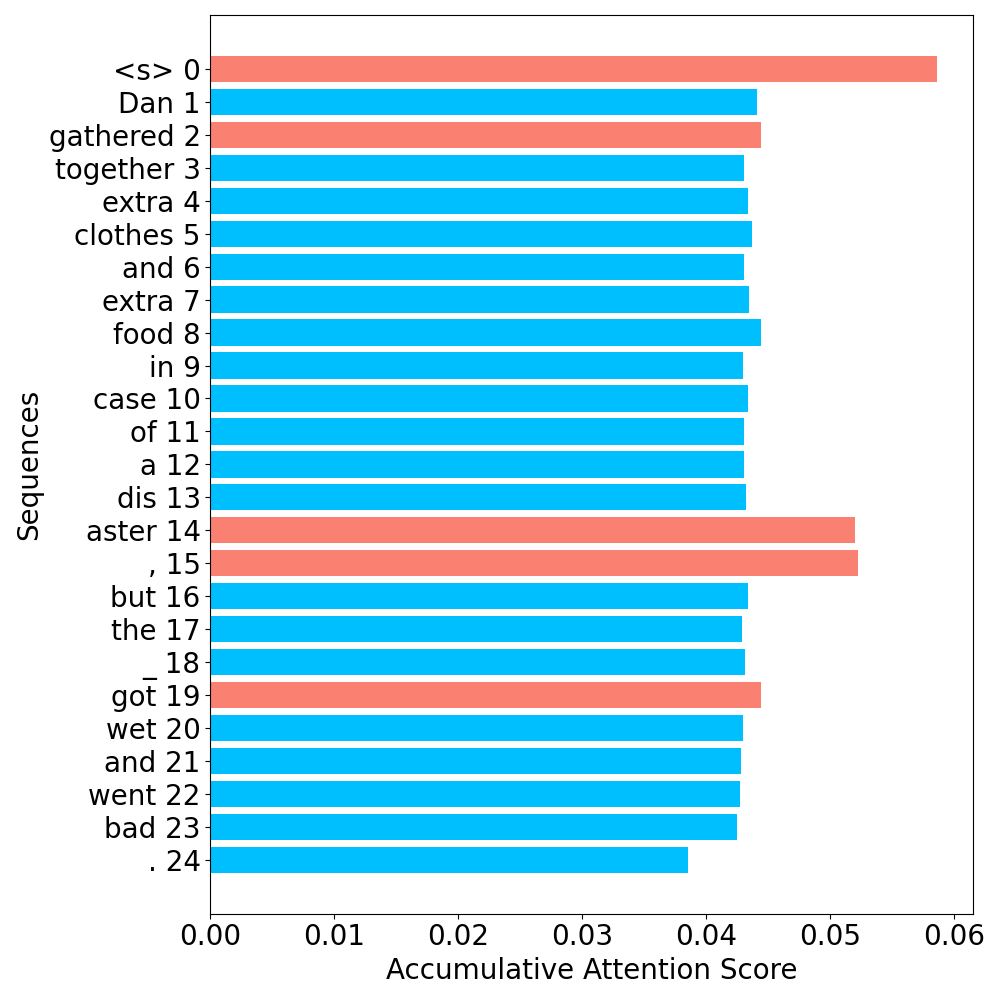 <s> 0
Dan 1
gathered 2
together 3
extra 4
clothes 5
and 6
extra 7
food 8
in 9
case 10
of 11
a 12
dis 13
aster 14
, 15
but 16
the 17
_ 18
got 19
wet 20
and 21
went 22
bad 23
. 24
Sequences
0.00 0.01 0.02 0.03 0.04 0.05 0.06
Accumulative Attention Score